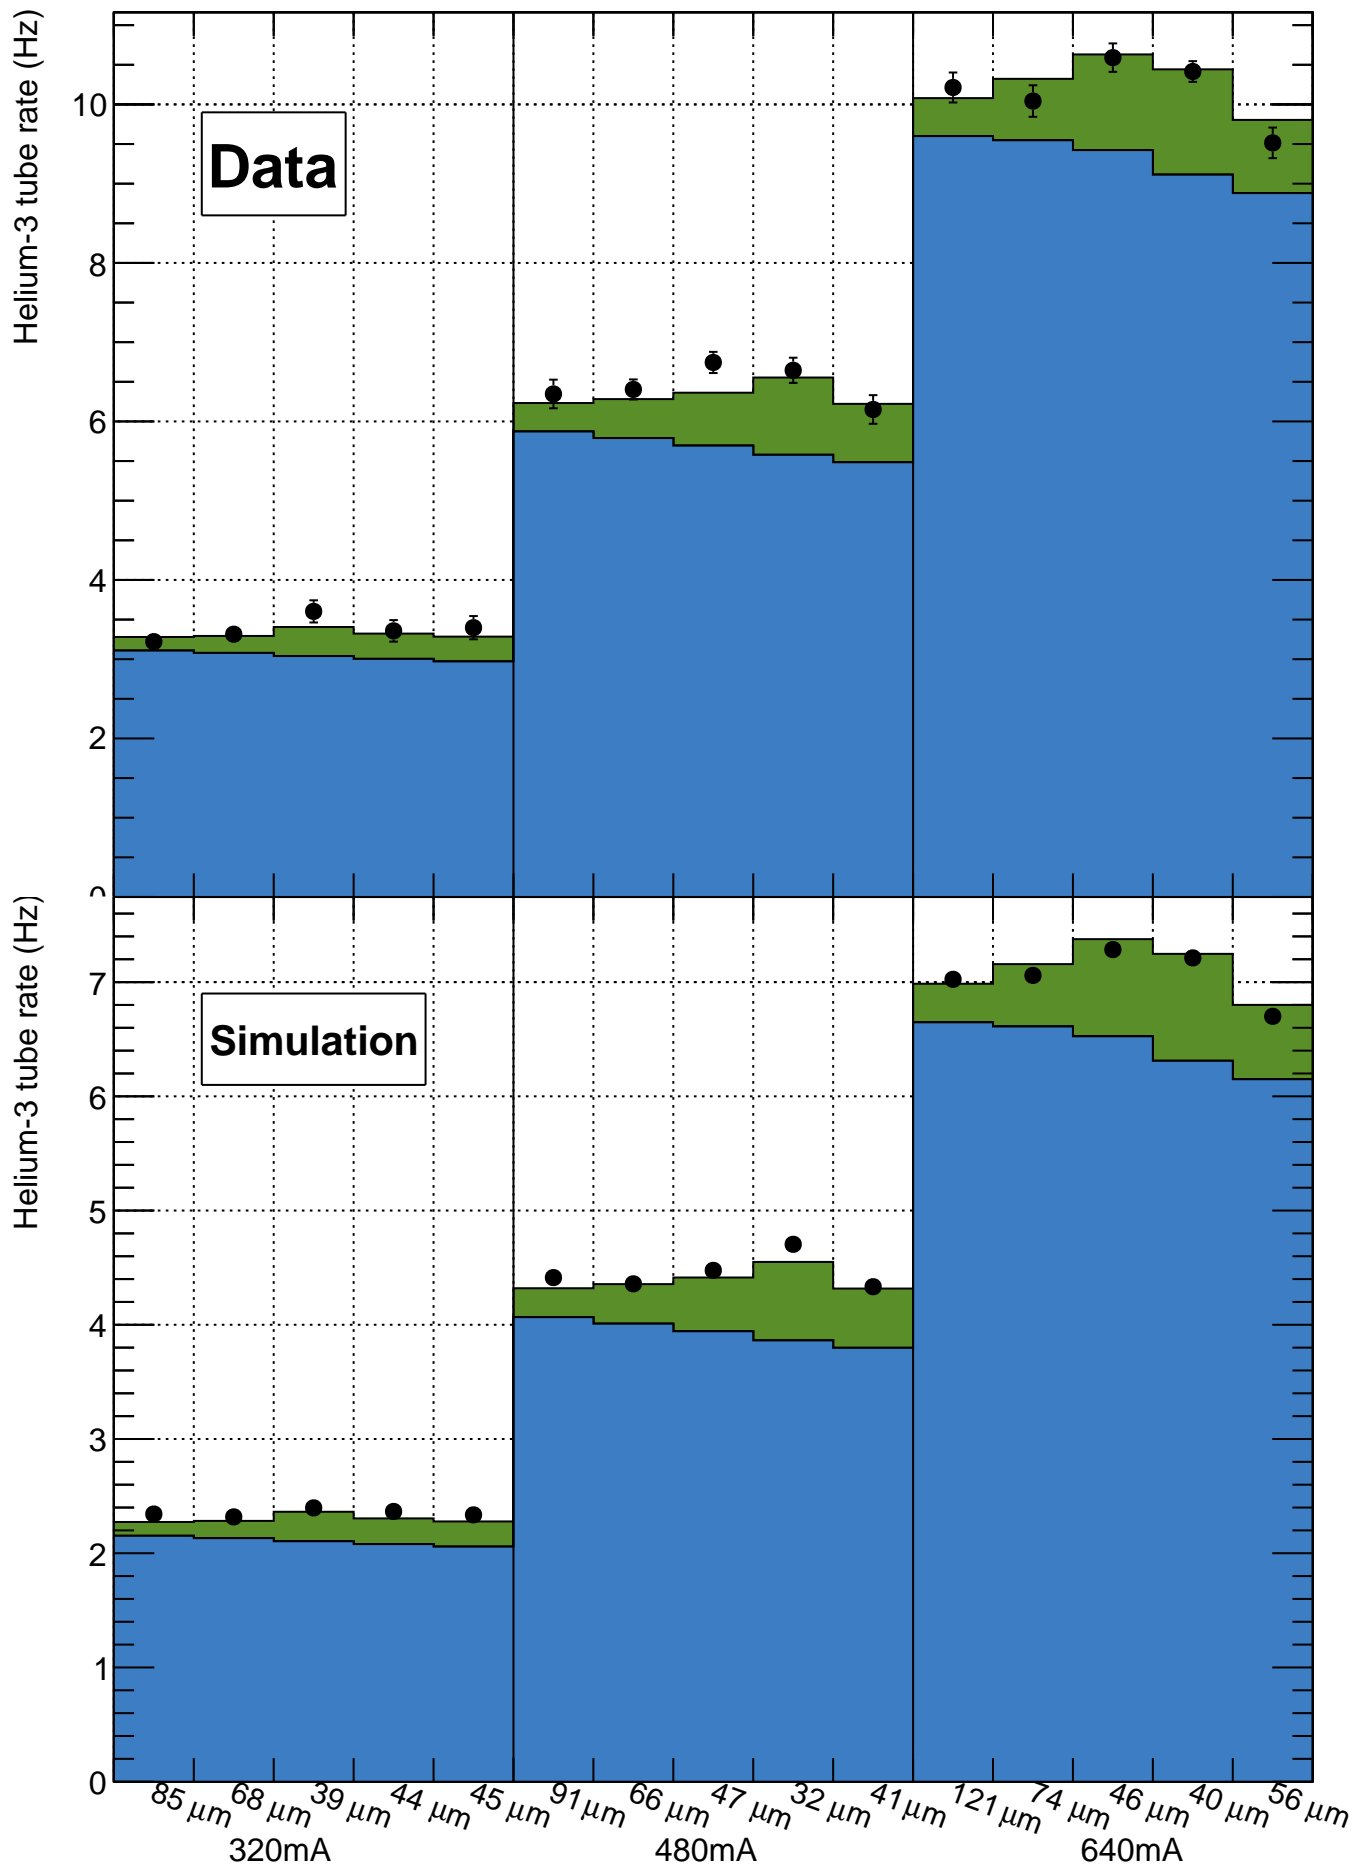 Helium-3 tube rate (Hz)
10
8
6
4
2
0
Data
Helium-3 tube rate (Hz)
7
6
5
4
3
2
1
0
Simulation
85 μm 68 μm 39 μm 44 μm 45 μm 91 μm 66 μm 47 μm 32 μm 41 μm 121 μm 74 μm 46 μm 40 μm 56 μm
320mA 480mA 640mA